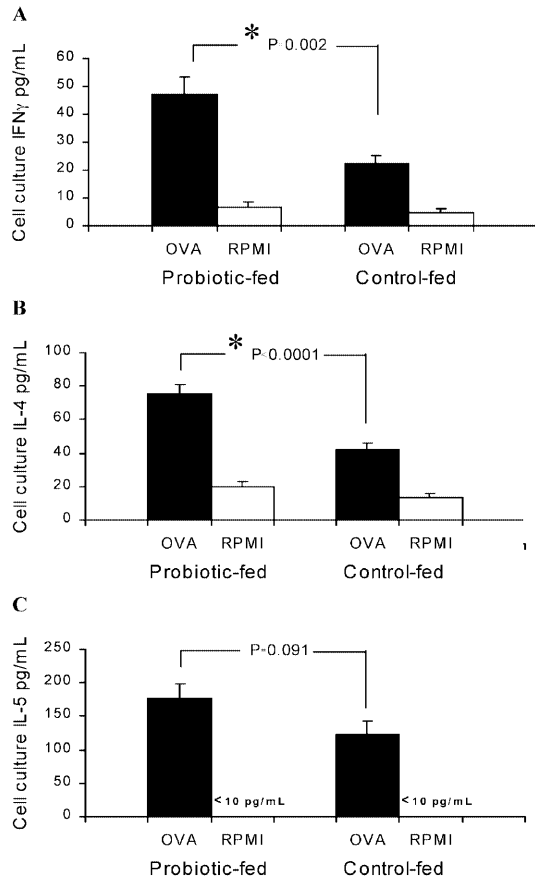 A
* P=0.002
Cell culture IFNγ pg/mL
60
50
40
30
20
10
0
OVA RPMI OVA RPMI
Probiotic-fed Control-fed
B
* P<0.0001
Cell culture IL-4 pg/mL
100
80
60
40
20
0
OVA RPMI OVA RPMI
Probiotic-fed Control-fed
C
P=0.091
Cell culture IL-5 pg/mL
250
200
150
100
50
0
<10 pg/mL <10 pg/mL
OVA RPMI OVA RPMI
Probiotic-fed Control-fed